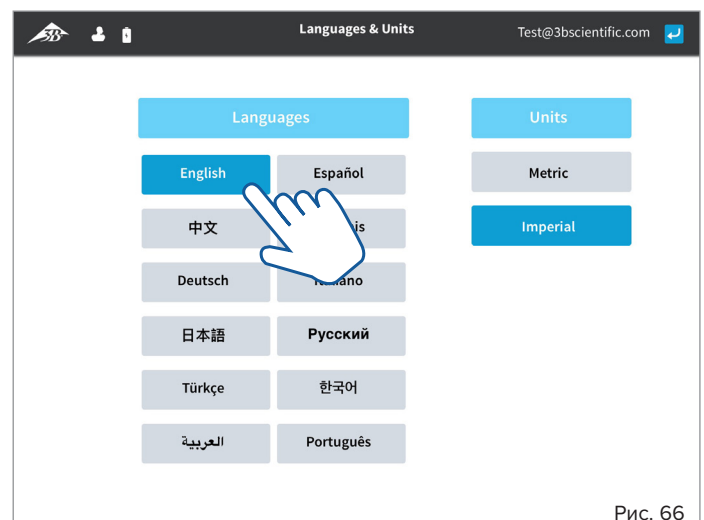 3B
Languages & Units
Test@3bscientific.com
Languages
Units
English
Español
Metric
中文
Imperial
Deutsch
日本語
Русский
Türkçe
한국어
العربية
Português
Рис. 66